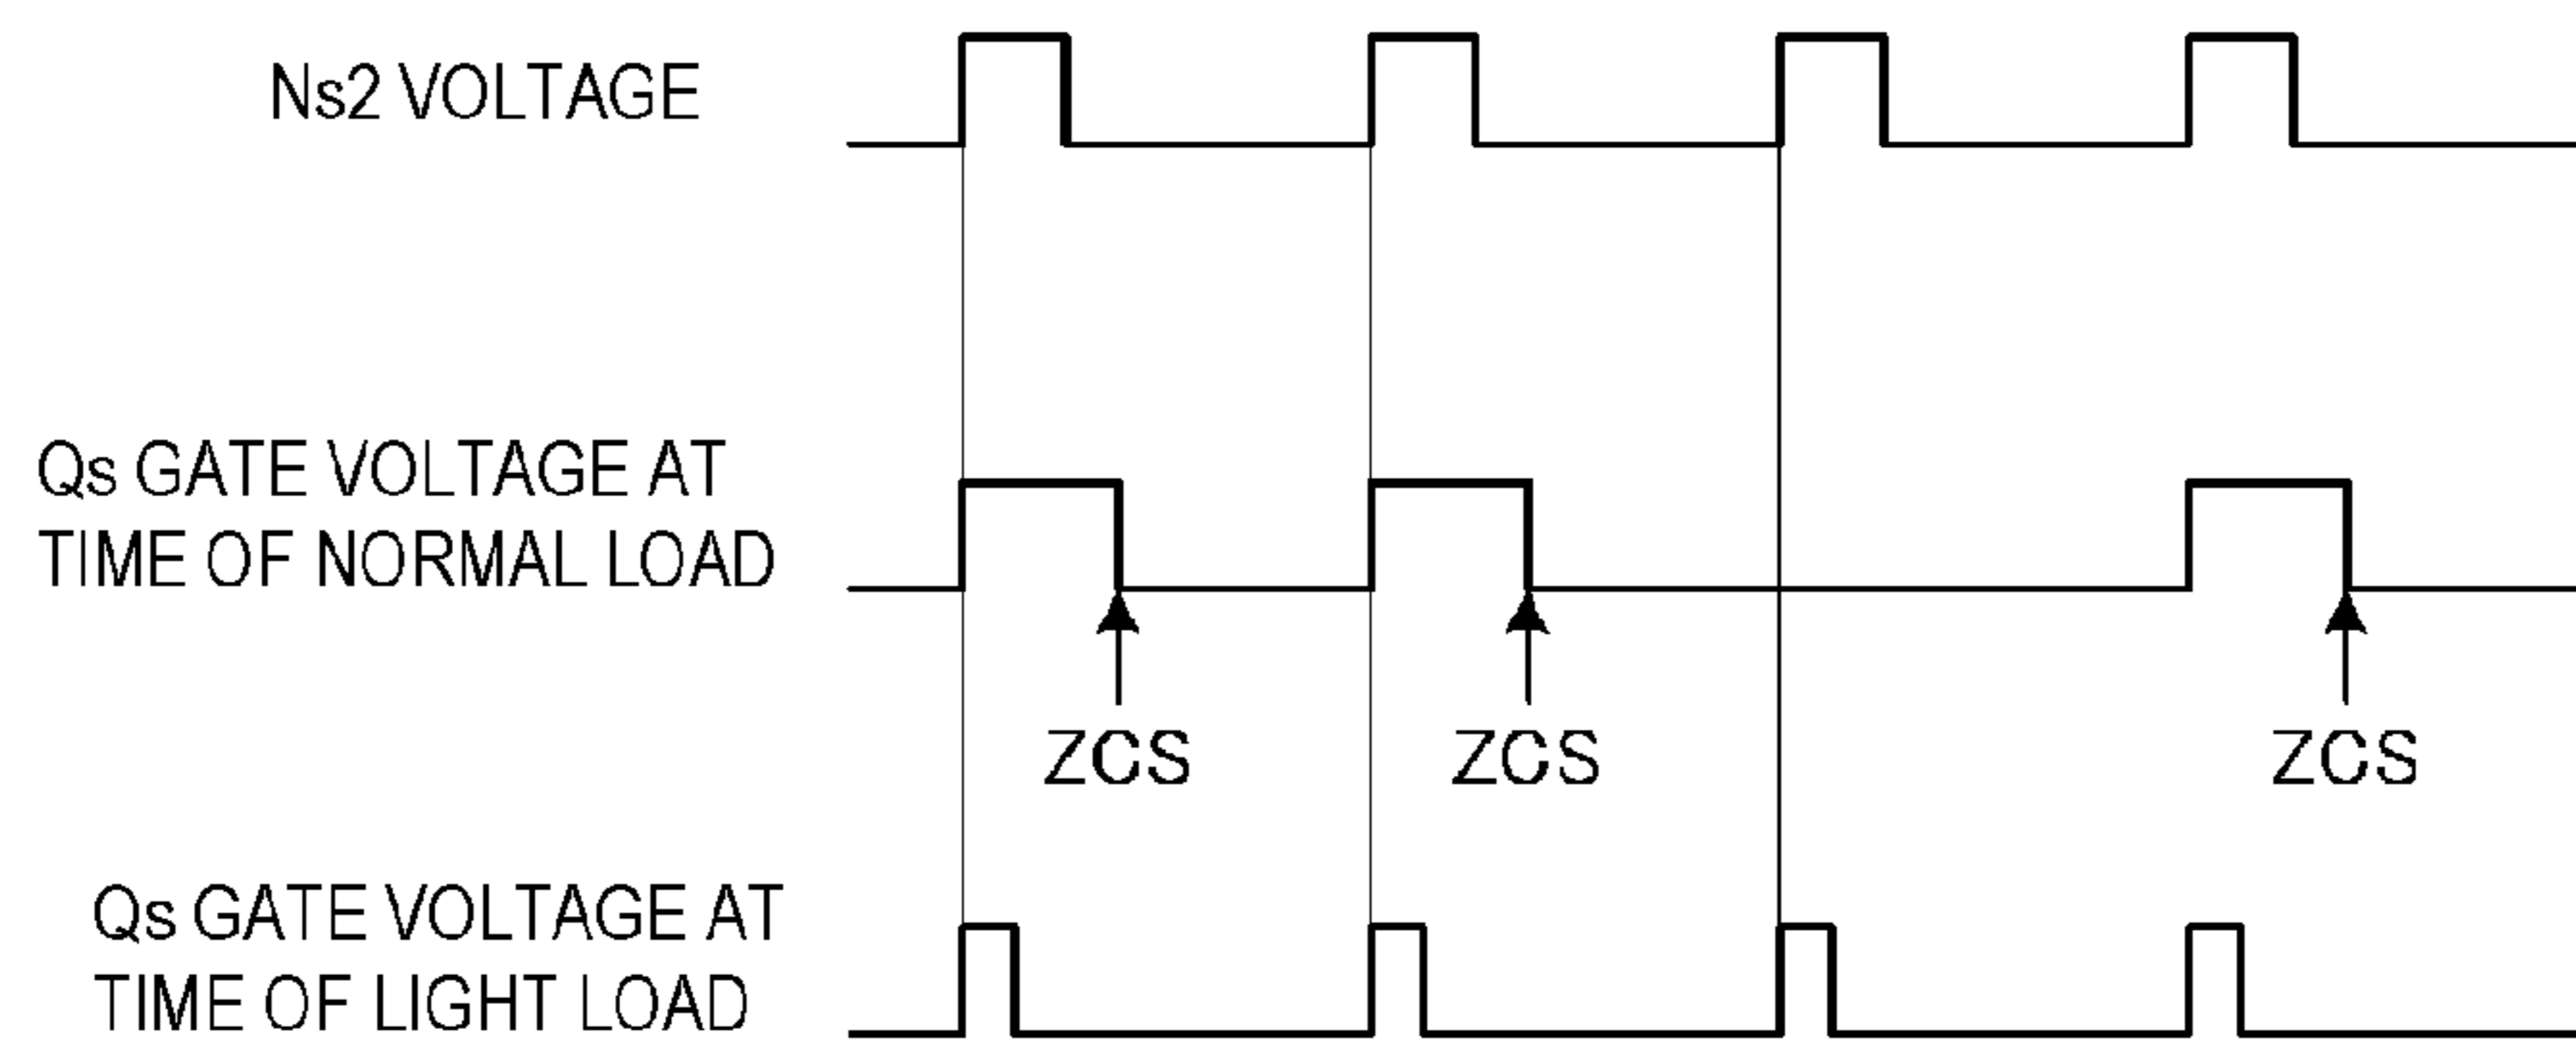 Ns2 VOLTAGE
Qs GATE VOLTAGE AT
TIME OF NORMAL LOAD
ZCS
ZCS
ZCS
Qs GATE VOLTAGE AT
TIME OF LIGHT LOAD